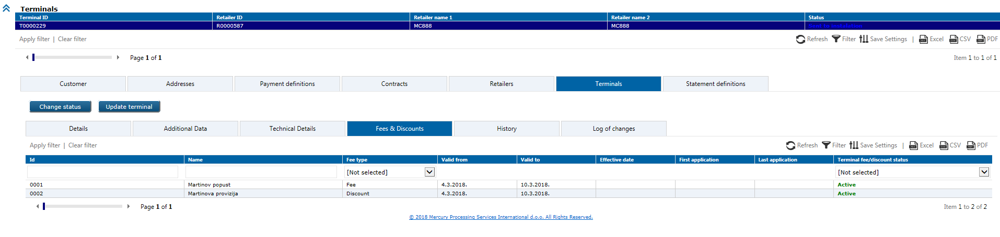 Terminals
Terminal ID Retailer ID Retailer name 1 Retailer name 2 Status
T0000229 R0000587 MC888 MC888 Sent to instalation
Apply filter | Clear filter Refresh Filter Save Settings | Excel CSV PDF
Page 1 of 1 Item 1 to 1 of 1
Customer Addresses Payment definitions Contracts Retailers Terminals Statement definitions
Change status Update terminal
Details Additional Data Technical Details Fees & Discounts History Log of changes
Apply filter | Clear filter Refresh Filter Save Settings | Excel CSV PDF
Id Name Fee type Valid from Valid to Effective date First application Last application Terminal fee/discount status
[Not selected] [Not selected]
0001 Martinov popust Fee 4.3.2018. 10.3.2018. Active
0002 Martinova provizija Discount 4.3.2018. 10.3.2018. Active
Page 1 of 1 Item 1 to 2 of 2
© 2018 Mercury Processing Services International d.o.o. All Rights Reserved.